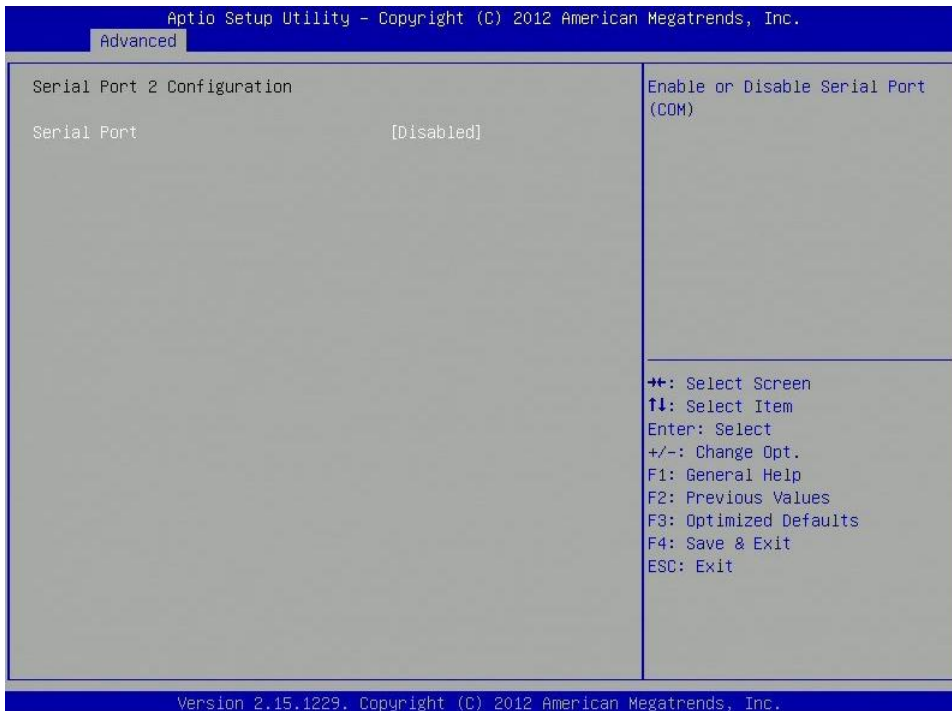 Aptio Setup Utility – Copyright (C) 2012 American Megatrends, Inc.
Advanced
Serial Port 2 Configuration
Serial Port [Disabled]
Enable or Disable Serial Port
(COM)
→←: Select Screen
↑↓: Select Item
Enter: Select
+/-: Change Opt.
F1: General Help
F2: Previous Values
F3: Optimized Defaults
F4: Save & Exit
ESC: Exit
Version 2.15.1229. Copyright (C) 2012 American Megatrends, Inc.